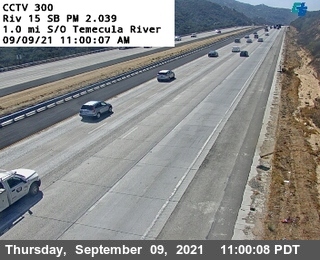 CCTV 300
Riv 15 SB PM 2.039
1.0 mi S/O Temecula River
09/09/21 11:00:07 AM
Thursday, September 09, 2021 11:00:08 PDT